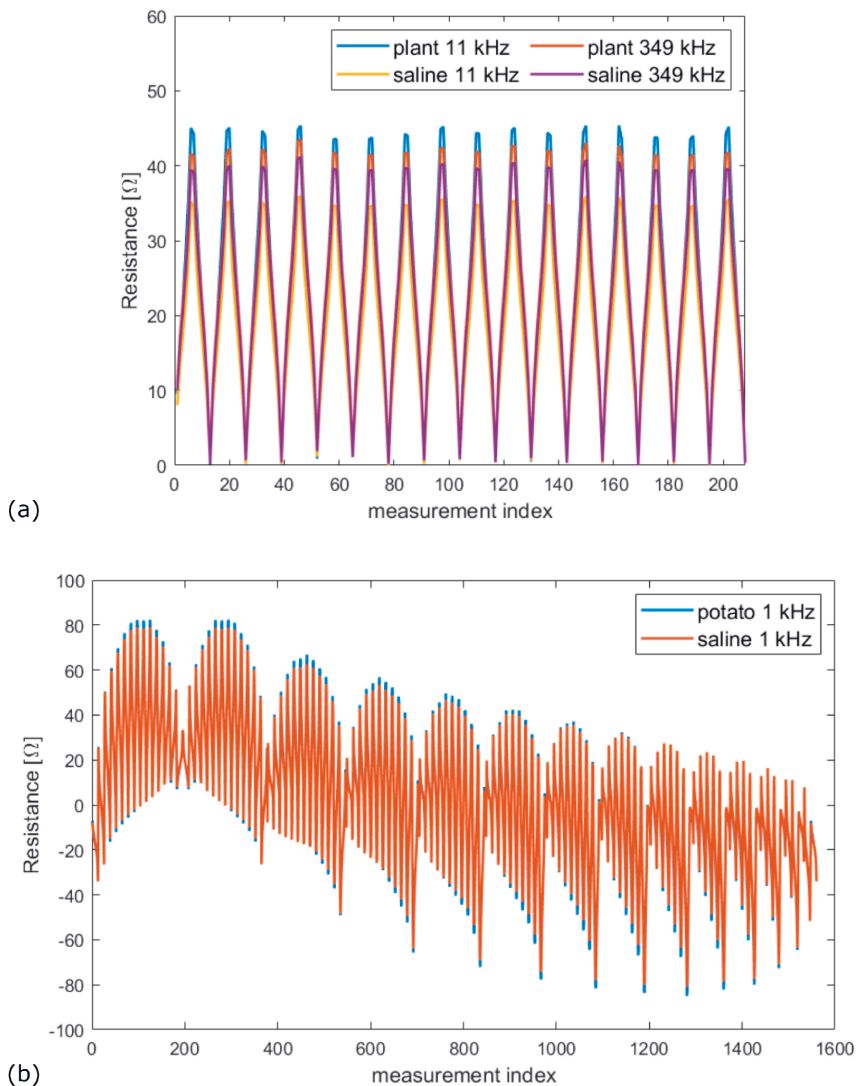 60
50
40
30
20
10
0
Resistance [Ω]
plant 11 kHz plant 349 kHz
saline 11 kHz saline 349 kHz
0 20 40 60 80 100 120 140 160 180 200
measurement index
(a)
100
80
60
40
20
0
-20
-40
-60
-80
-100
Resistance [Ω]
potato 1 kHz
saline 1 kHz
0 200 400 600 800 1000 1200 1400 1600
measurement index
(b)